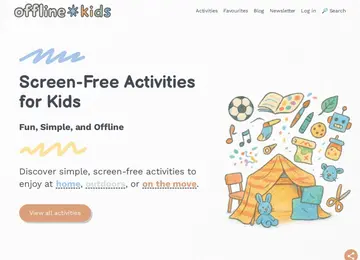 offline kids
Activities Favourites Blog Newsletter Log in Search
Screen-Free Activities
for Kids
Fun, Simple, and Offline
Discover simple, screen-free activities to
enjoy at home, outdoors, or on the move.
View all activities